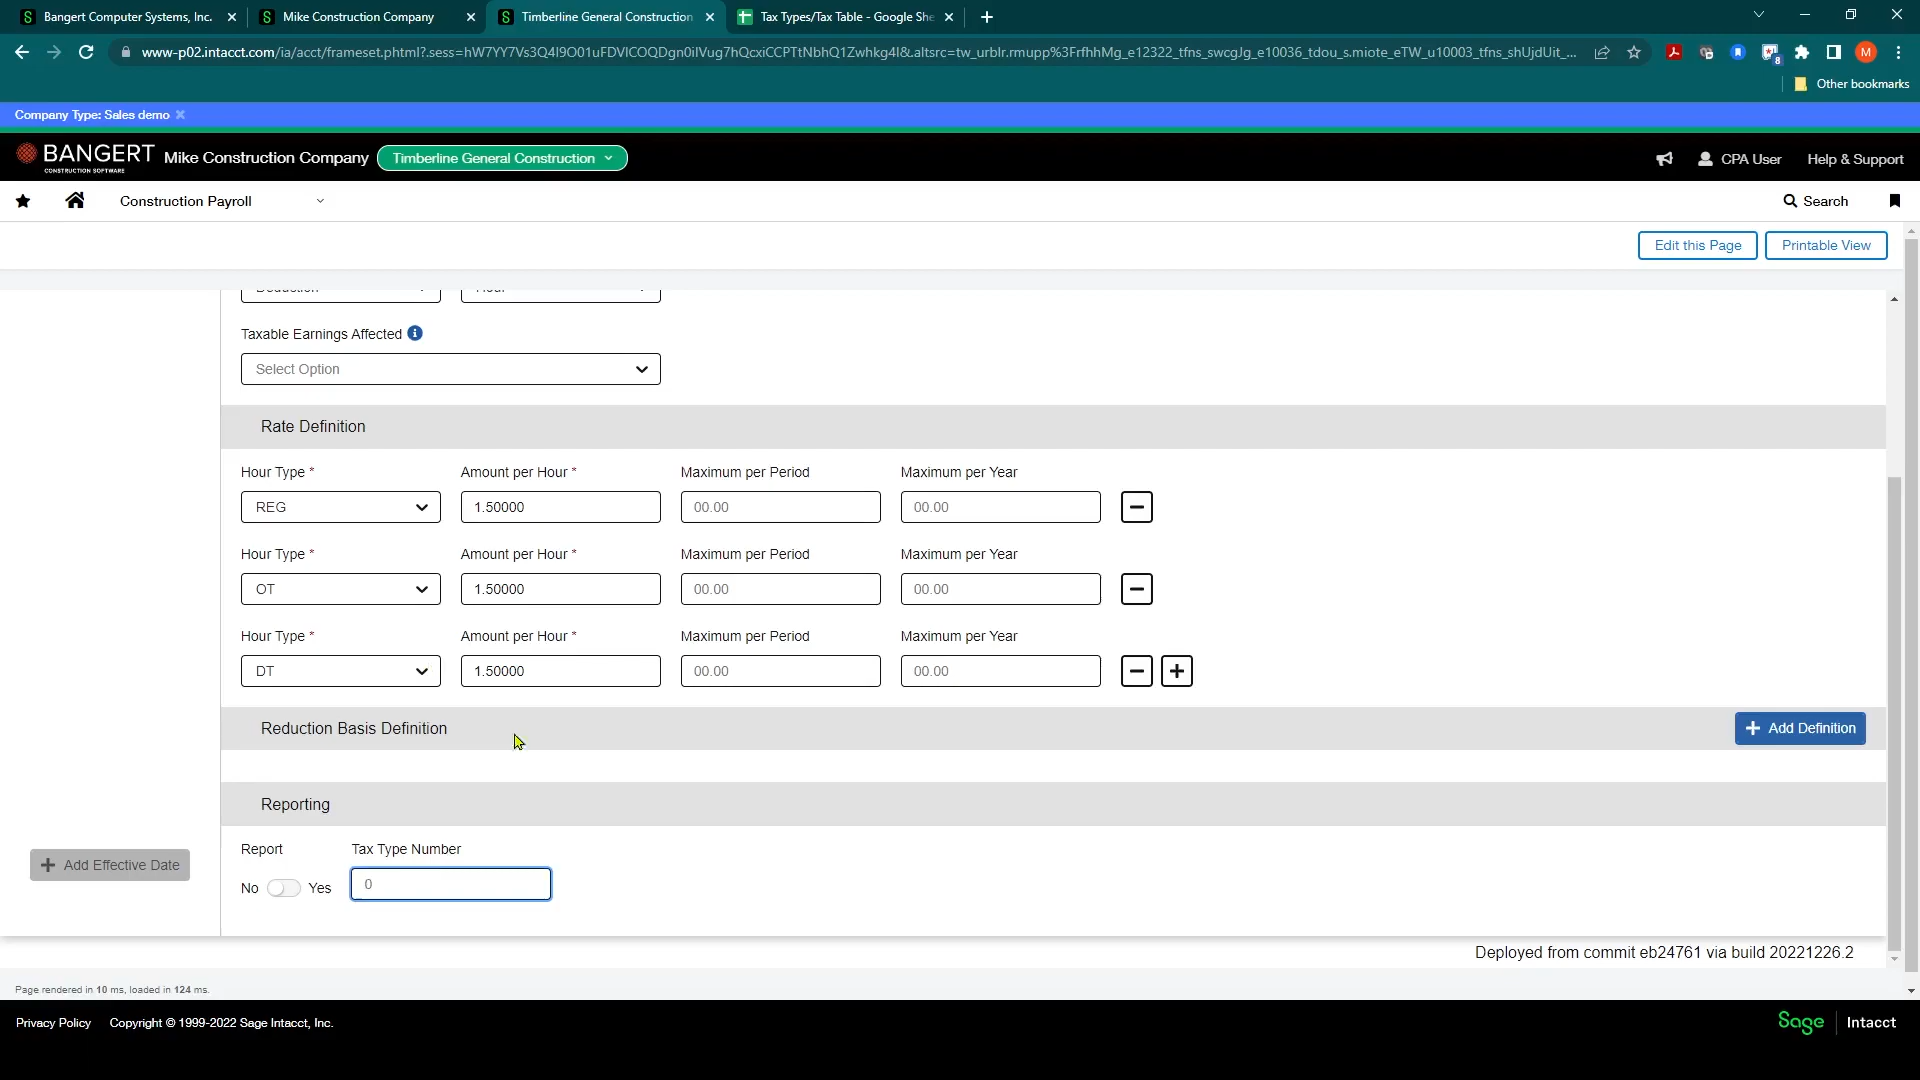 Bangert Computer Systems, Inc.
Mike Construction Company
Timberline General Construction
Tax Types/Tax Table - Google She
www-p02.intacct.com/ia/acct/frameset.phtml?.sess=
8
M
Other bookmarks
Company Type: Sales demo
BANGERT
CONSTRUCTION SOFTWARE
Mike Construction Company
Timberline General Construction
CPA User
Help & Support
Construction Payroll
Search
Edit this Page
Printable View
Deduction
Hour
Taxable Earnings Affected
Select Option
Rate Definition
Hour Type *
Amount per Hour *
Maximum per Period
Maximum per Year
REG
1.50000
00.00
00.00
Hour Type *
Amount per Hour *
Maximum per Period
Maximum per Year
OT
1.50000
00.00
00.00
Hour Type *
Amount per Hour *
Maximum per Period
Maximum per Year
DT
1.50000
00.00
00.00
Reduction Basis Definition
Add Definition
Reporting
Report
Tax Type Number
Add Effective Date
No
Yes
0
Deployed from commit eb24761 via build 20221226.2
Page rendered in 10 ms, loaded in 124 ms.
Privacy Policy
Copyright © 1999-2022 Sage Intacct, Inc.
Sage
Intacct